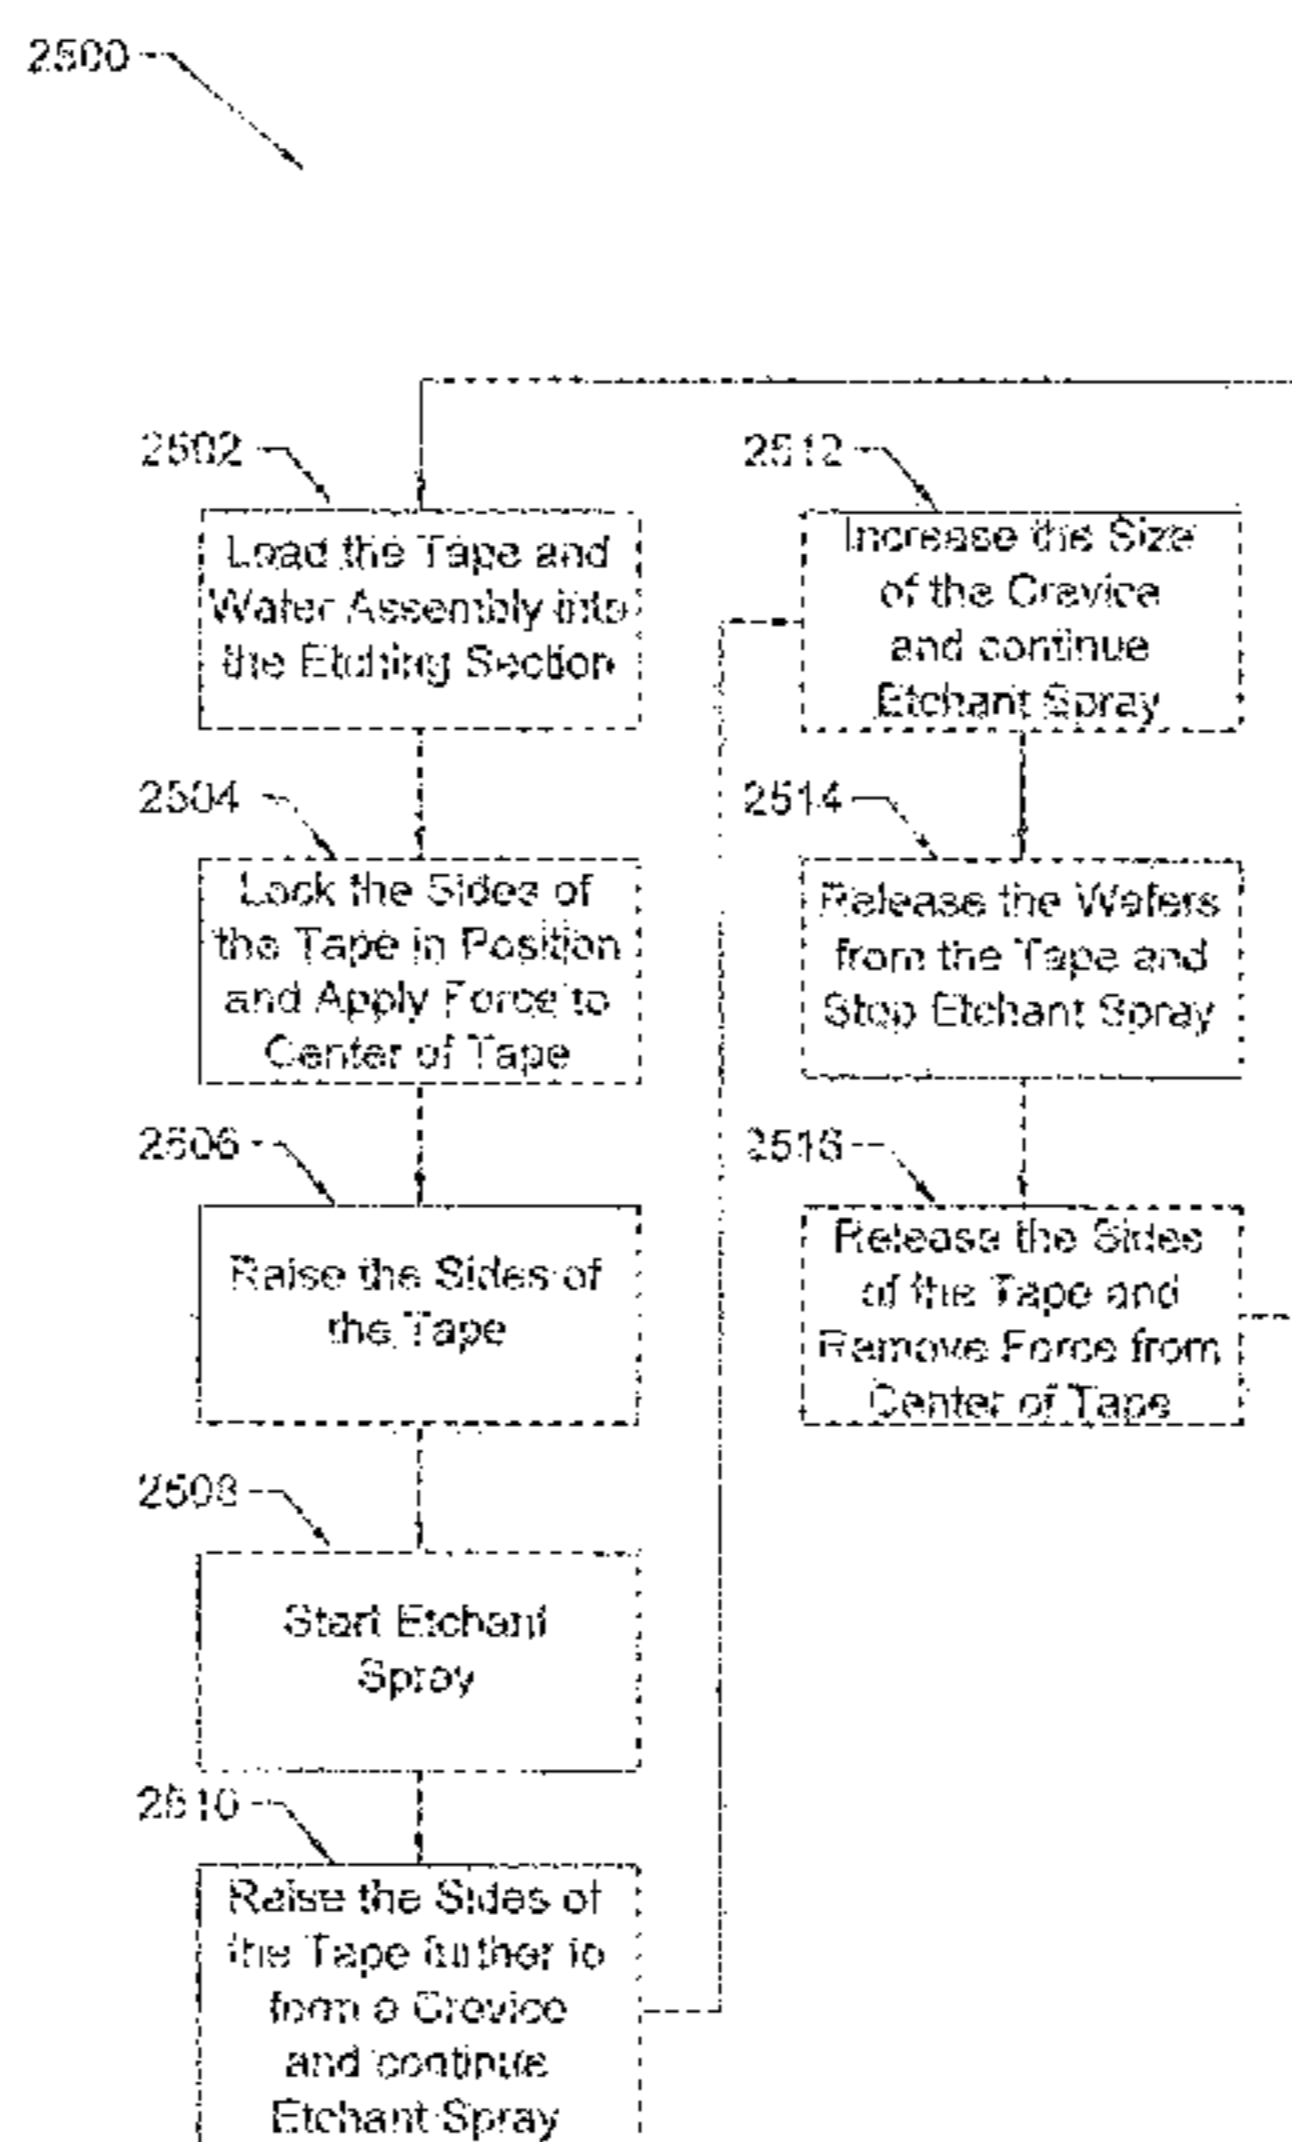 2500
2502
Load the Tape and
Wafer Assembly into
the Etching Section
2504
Lock the Sides of
the Tape in Position
and Apply Force to
Center of Tape
2506
Raise the Sides of
the Tape
2508
Start Etchant
Spray
2510
Raise the Sides of
the Tape further to
form a Crevice
and continue
Etchant Spray
2512
Increase the Size
of the Crevice
and continue
Etchant Spray
2514
Release the Wafers
from the Tape and
Stop Etchant Spray
2516
Release the Sides
of the Tape and
Remove Force from
Center of Tape